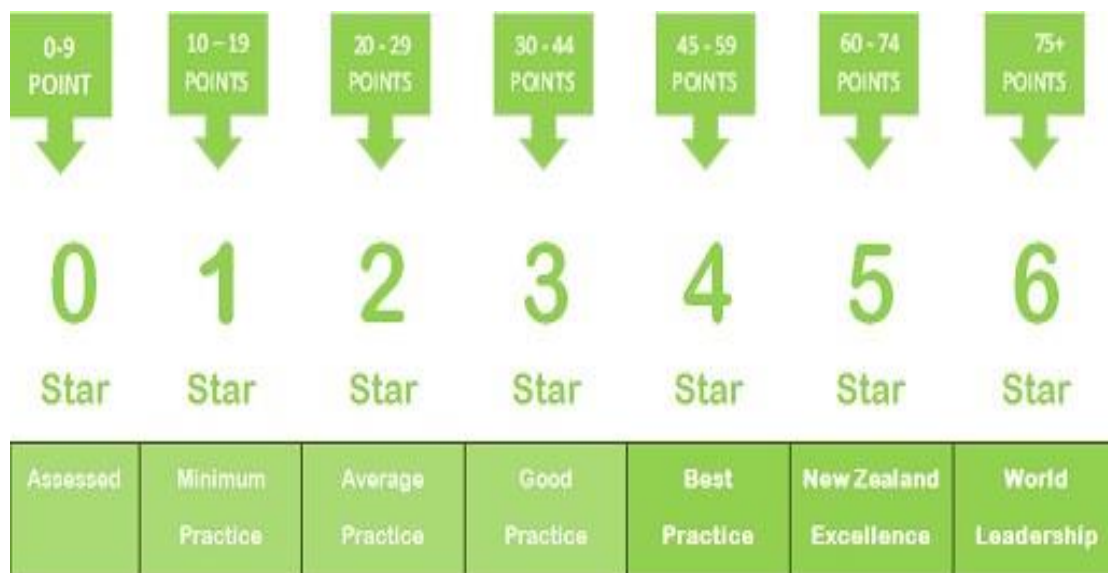 0-9
POINT
10 – 19
POINTS
20 - 29
POINTS
30 - 44
POINTS
45 - 59
POINTS
60 - 74
POINTS
75+
POINTS
0
Star
1
Star
2
Star
3
Star
4
Star
5
Star
6
Star
Assessed
Minimum
Practice
Average
Practice
Good
Practice
Best
Practice
New Zealand
Excellence
World
Leadership